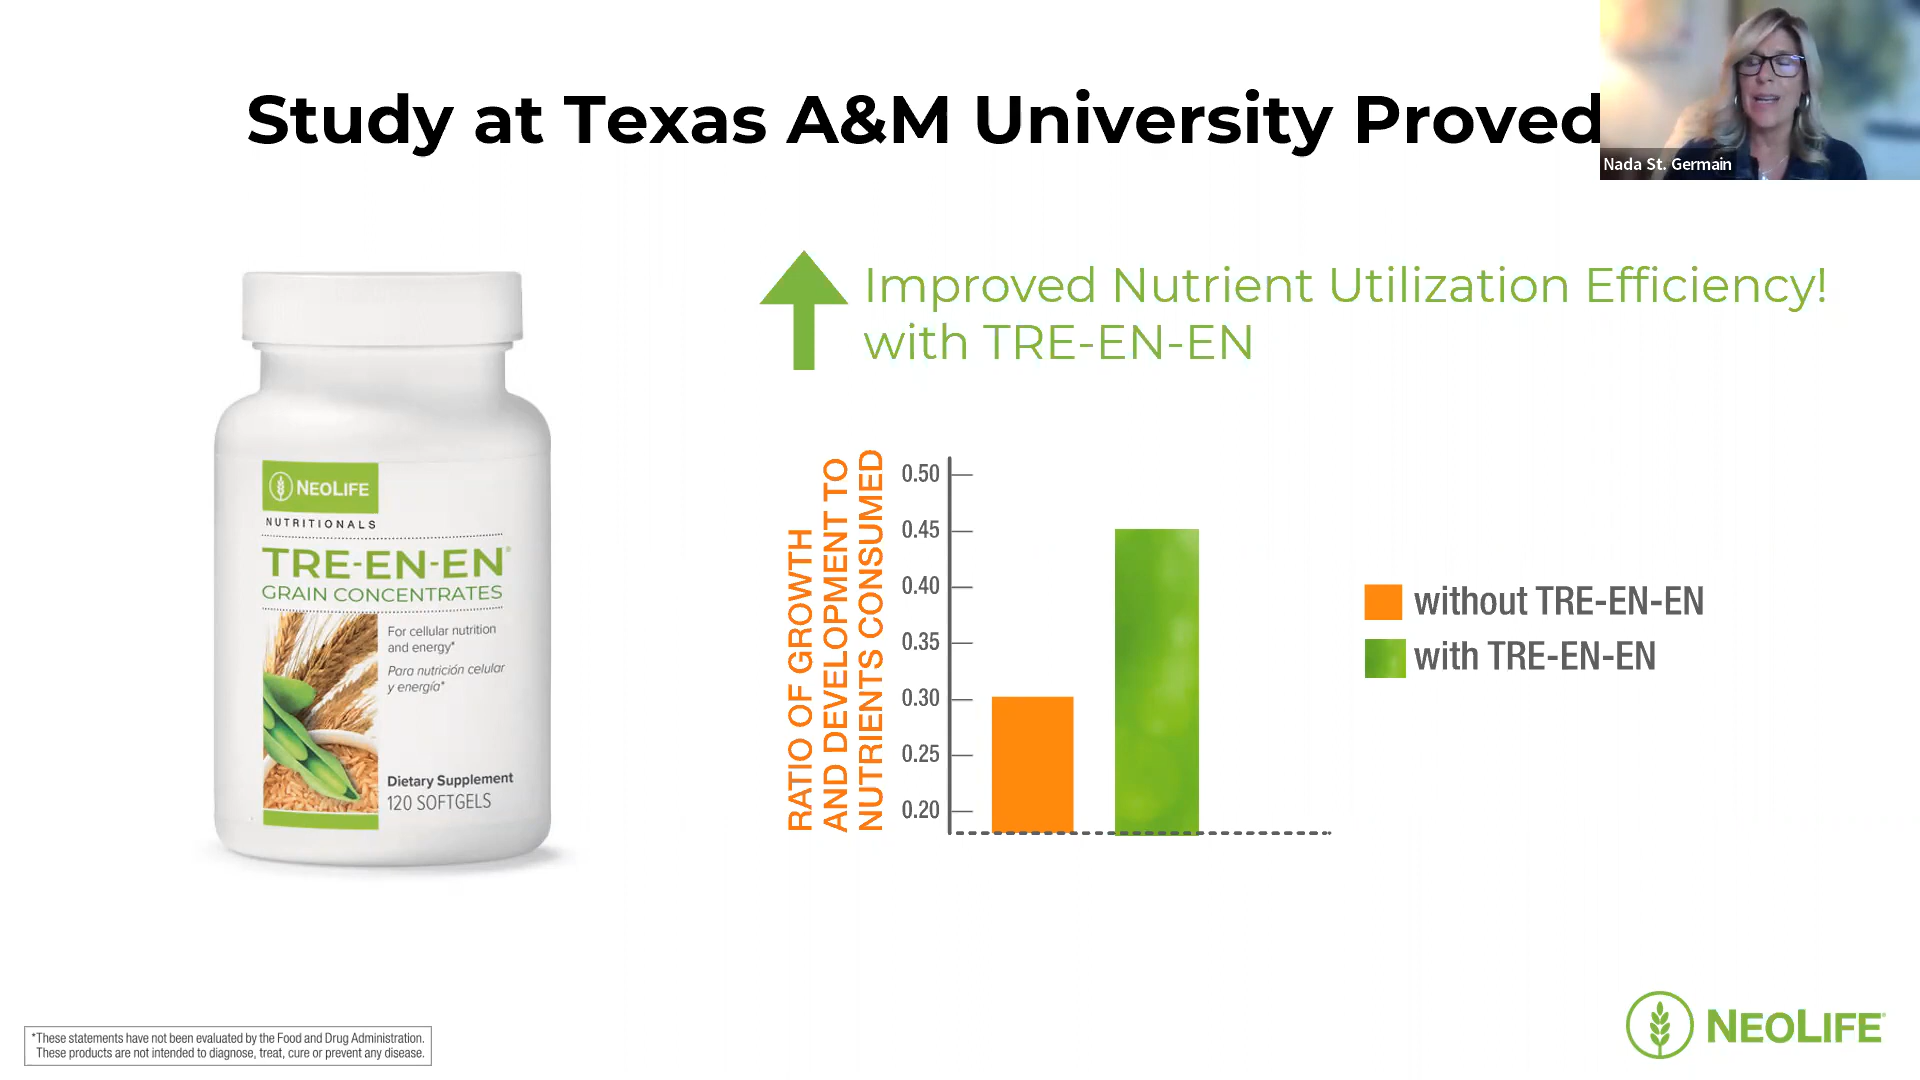 Study at Texas A&M University Proved
Nada St. Germain
Improved Nutrient Utilization Efficiency!
with TRE-EN-EN
NEOLIFE
NUTRITIONALS
TRE-EN-EN®
GRAIN CONCENTRATES
For cellular nutrition
and energy*
Para nutrición celular
y energía*
Dietary Supplement
120 SOFTGELS
RATIO OF GROWTH
AND DEVELOPMENT TO
NUTRIENTS CONSUMED
0.50
0.45
0.40
0.35
0.30
0.25
0.20
without TRE-EN-EN
with TRE-EN-EN
*These statements have not been evaluated by the Food and Drug Administration.
These products are not intended to diagnose, treat, cure or prevent any disease.
NEOLIFE